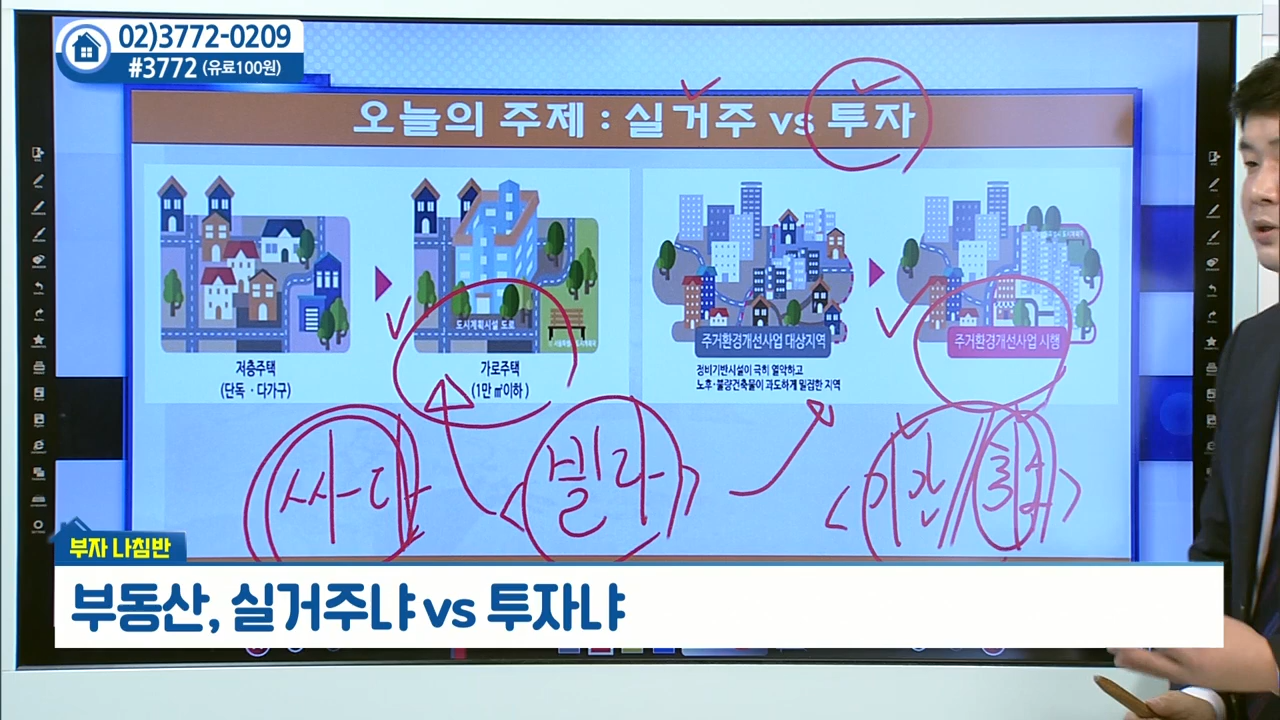 02)3772-0209
#3772 (유료100원)
오늘의 주제 : 실거주 vs 투자
도시계획시설 도로
저층주택
(단독 · 다가구)
가로주택
(1만 ㎡이하)
주거환경개선사업 대상지역
정비기반시설이 극히 열악하고
노후·불량건축물이 과도하게 밀집한 지역
주거환경개선사업 시행
싸다
<빌라>
부자 나침반
부동산, 실거주냐 vs 투자냐